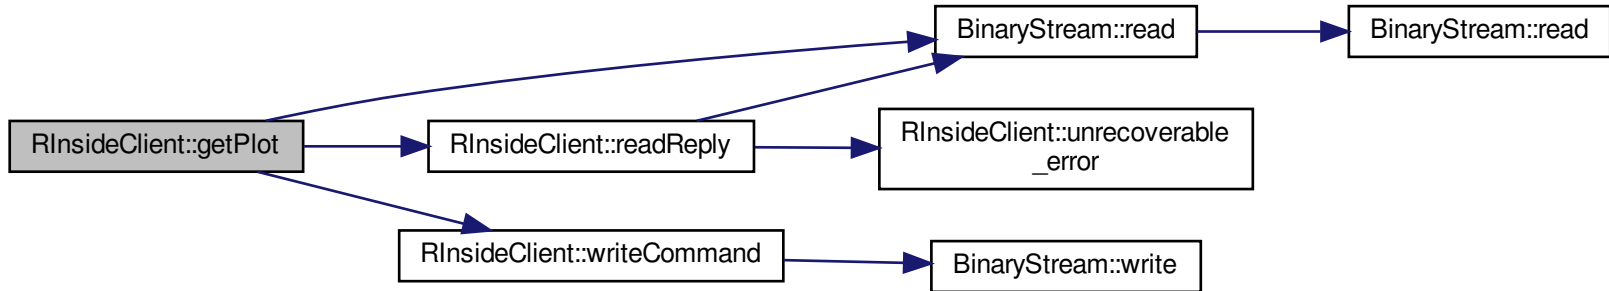 BinaryStream::read
BinaryStream::read
RInsideClient::getPlot
RInsideClient::readReply
RInsideClient::unrecoverable
_error
RInsideClient::writeCommand
BinaryStream::write